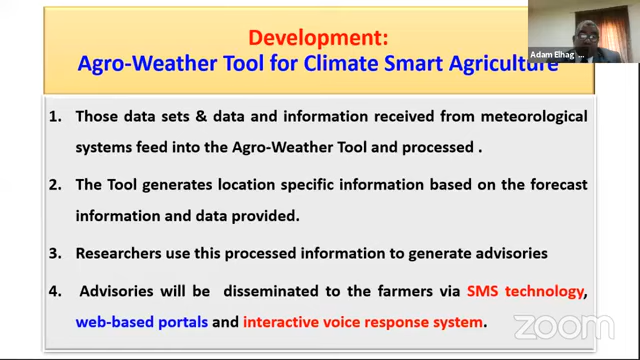 Development:
Agro-Weather Tool for Climate Smart Agriculture
Adam Elhag ...
1. Those data sets & data and information received from meteorological
systems feed into the Agro-Weather Tool and processed .
2. The Tool generates location specific information based on the forecast
information and data provided.
3. Researchers use this processed information to generate advisories
4. Advisories will be disseminated to the farmers via SMS technology,
web-based portals and interactive voice response system.
zoom